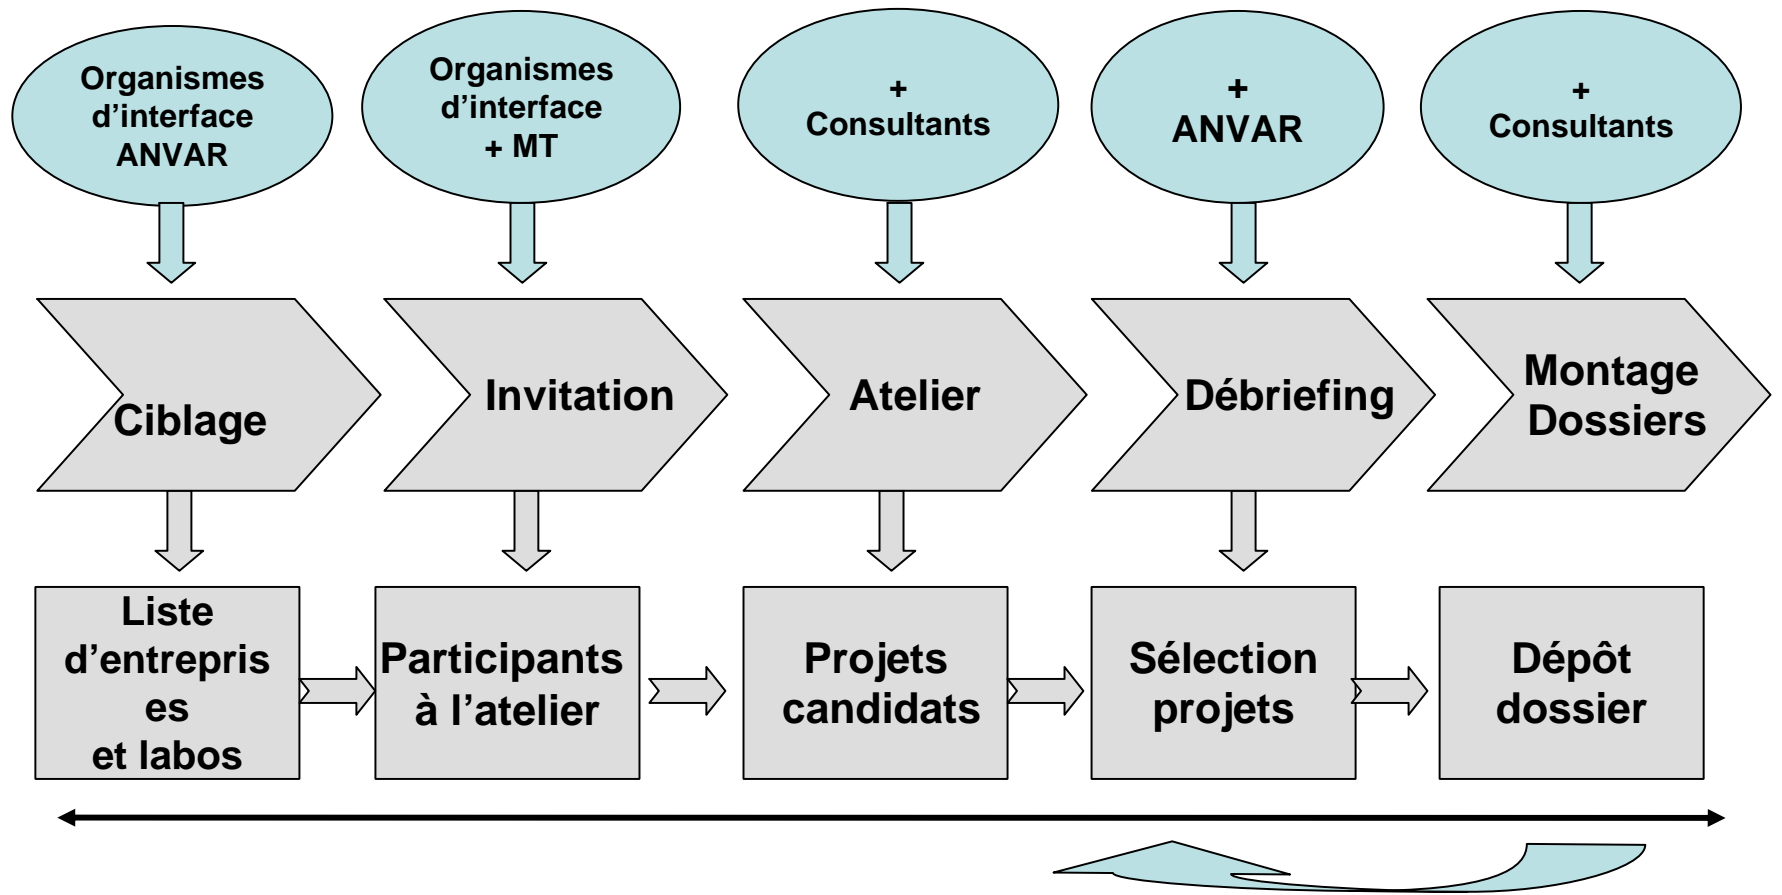 Organismes
d’interface
ANVAR
Organismes
d’interface
+ MT
+
Consultants
+
ANVAR
+
Consultants
Ciblage
Invitation
Atelier
Débriefing
Montage
Dossiers
Liste
d’entrepris
es
et labos
Participants
à l’atelier
Projets
candidats
Sélection
projets
Dépôt
dossier